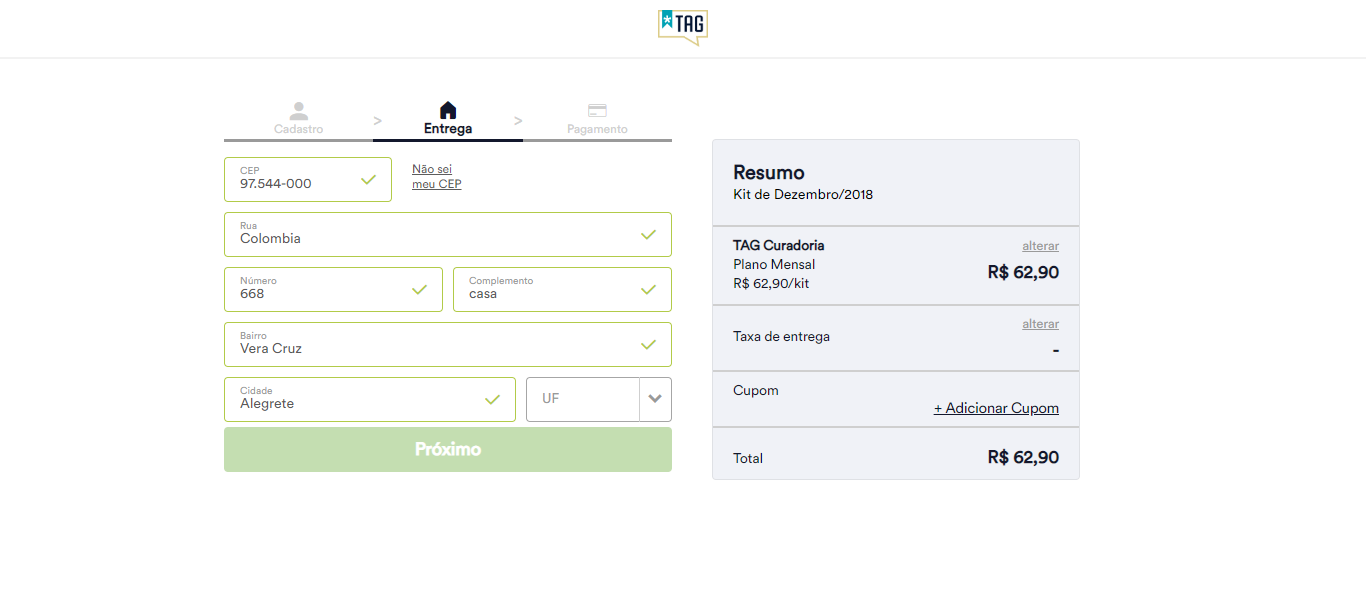 TAG
Cadastro
>
Entrega
>
Pagamento
CEP
97.544-000
Não sei
meu CEP
Rua
Colombia
Número
668
Complemento
casa
Bairro
Vera Cruz
Cidade
Alegrete
UF
Próximo
Resumo
Kit de Dezembro/2018
TAG Curadoria
alterar
Plano Mensal
R$ 62,90
R$ 62,90/kit
alterar
Taxa de entrega
-
Cupom
+ Adicionar Cupom
Total
R$ 62,90